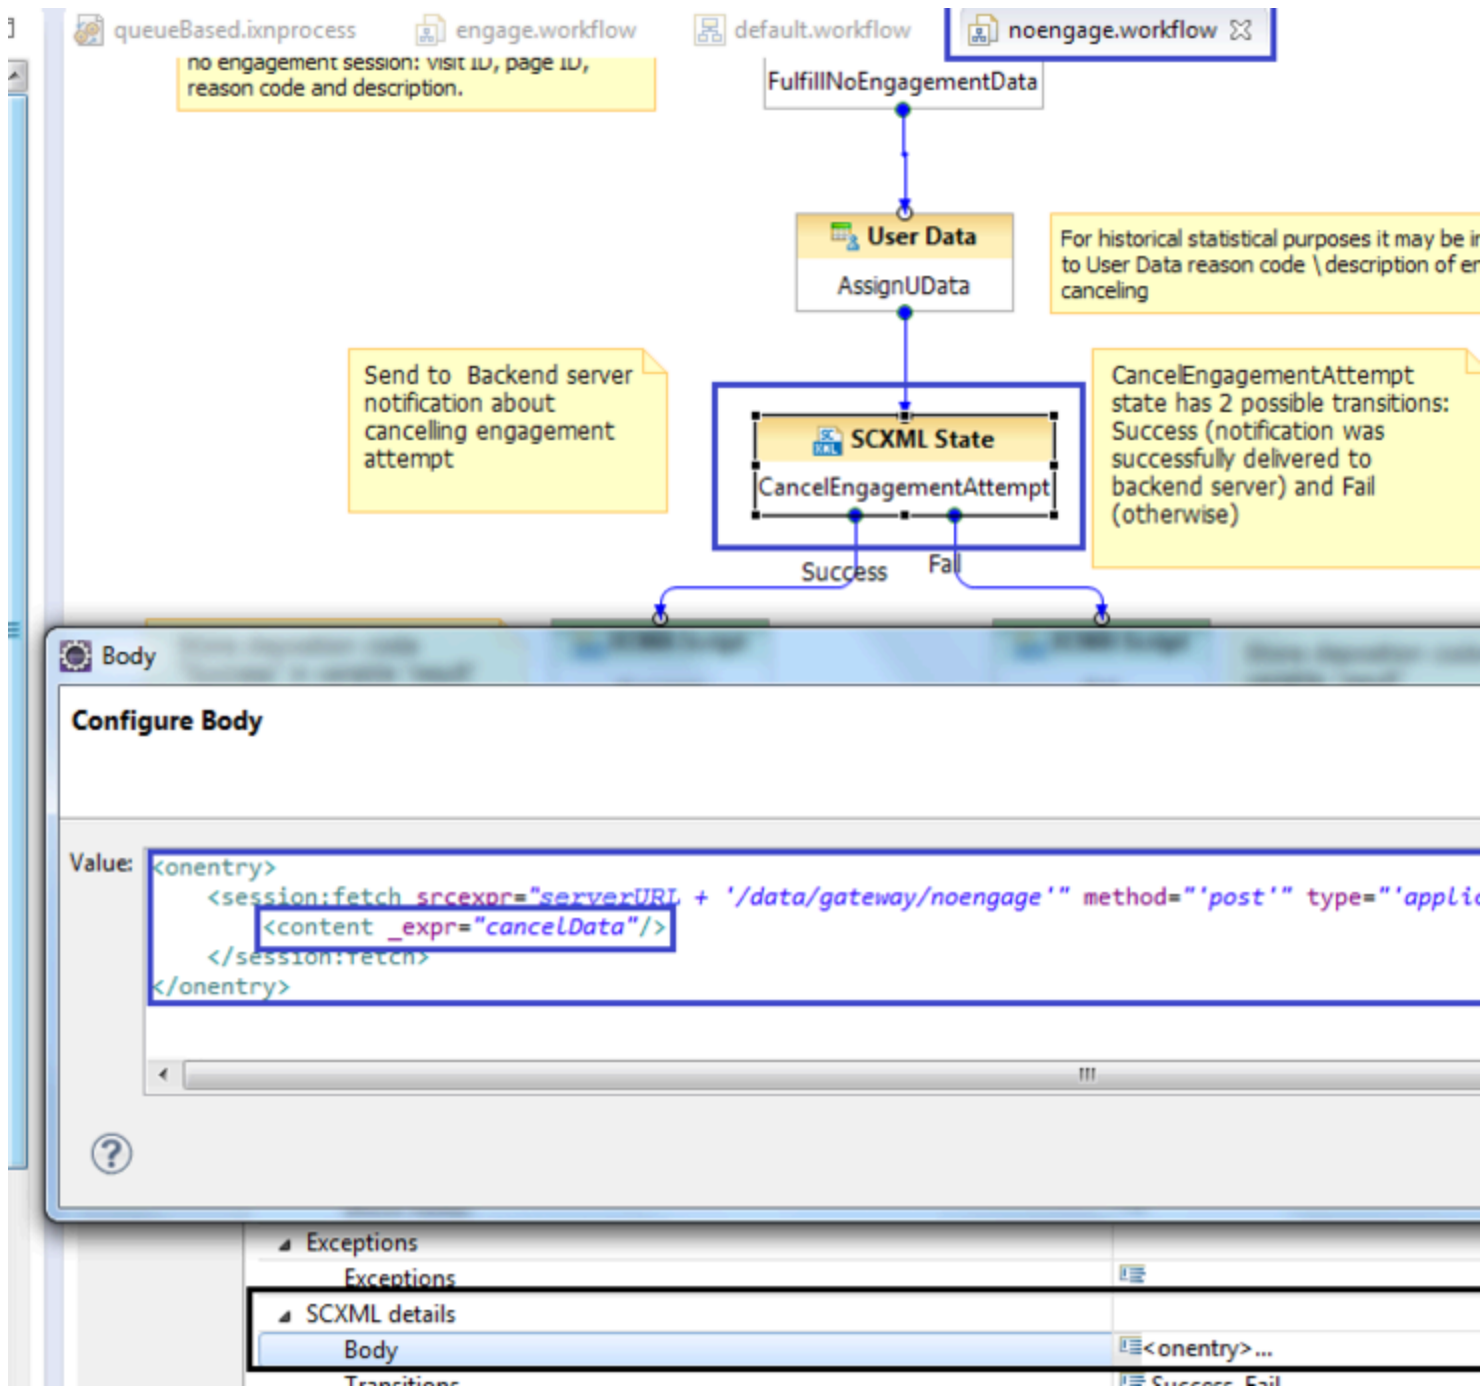 queueBased.ixnprocess engage.workflow default.workflow noengage.workflow
no engagement session: visit ID, page ID,
reason code and description.
FulfillNoEngagementData
User Data
AssignUData
For historical statistical purposes it may be
to User Data reason code \ description of
canceling
Send to Backend server
notification about
cancelling engagement
attempt
SCXML State
CancelEngagementAttempt
CancelEngagementAttempt
state has 2 possible transitions:
Success (notification was
successfully delivered to
backend server) and Fail
(otherwise)
Success
Fail
Body
Configure Body
Value:
<onentry>
<session:fetch srcexpr="serverURL + '/data/gateway/noengage'" method="'post'" type="'applic
<content _expr="cancelData"/>
</session:fetch>
</onentry>
Exceptions
Exceptions
SCXML details
Body <onentry>...
Transitions Success, Fail